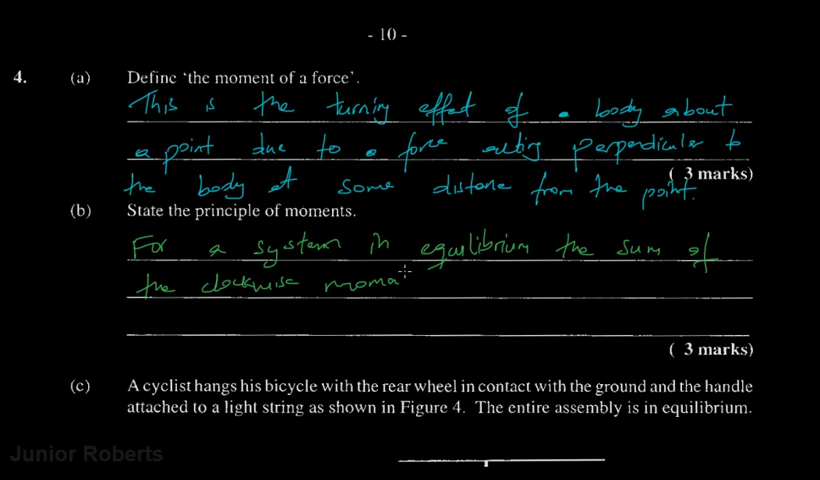 - 10 -
4. (a) Define ‘the moment of a force’.
This is the turning effect of a body about
a point due to a force acting perpendicular to
( 3 marks)
the body at some distance from the point.
(b) State the principle of moments.
For a system in equilibrium the sum of
the clockwise moma
( 3 marks)
(c) A cyclist hangs his bicycle with the rear wheel in contact with the ground and the handle
attached to a light string as shown in Figure 4. The entire assembly is in equilibrium.
Junior Roberts